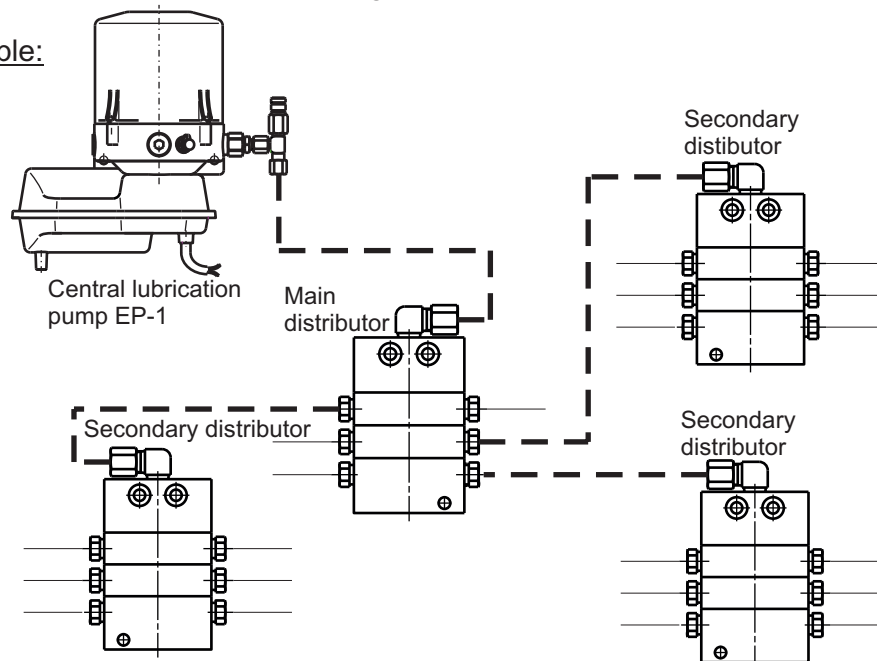 ple:
Secondary
distibutor
Central lubrication
pump EP-1
Main
distributor
Secondary distributor
Secondary
distributor